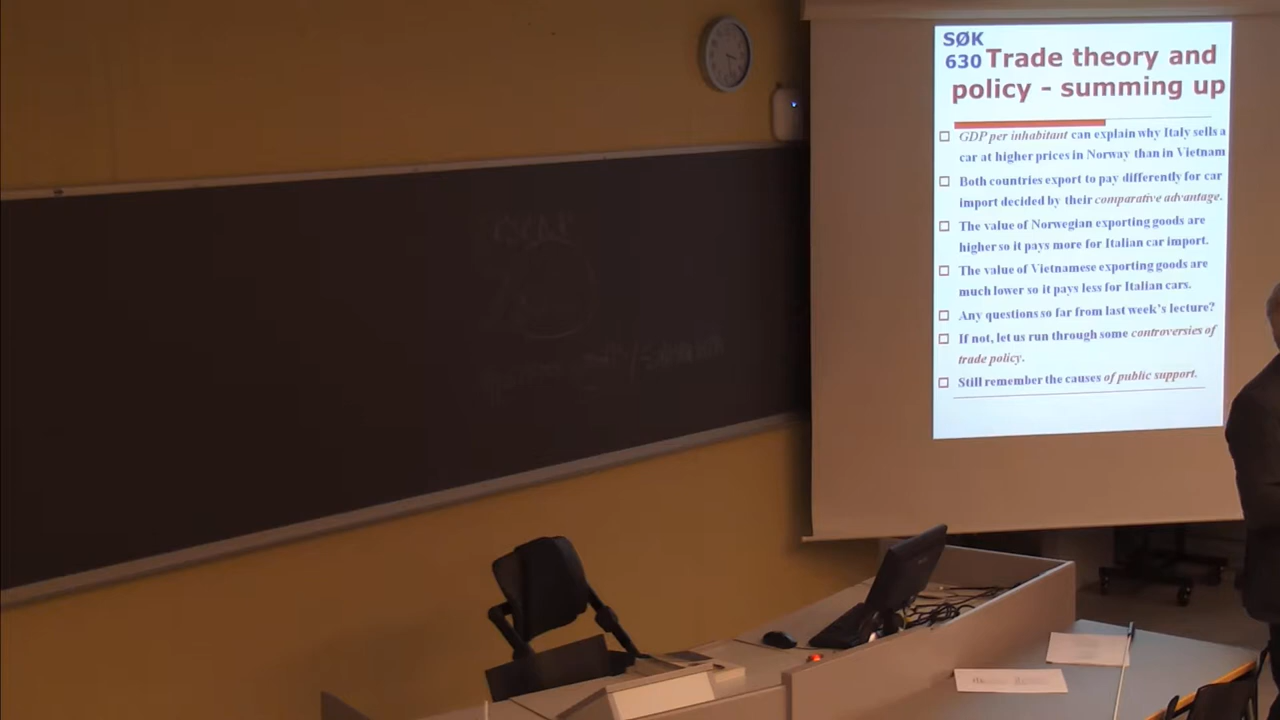 SØK
630 Trade theory and
policy - summing up
GDP per inhabitant can explain why Italy sells a
car at higher prices in Norway than in Vietnam
Both countries export to pay differently for car
import decided by their comparative advantage.
The value of Norwegian exporting goods are
higher so it pays more for Italian car import.
The value of Vietnamese exporting goods are
much lower so it pays less for Italian cars.
Any questions so far from last week's lecture?
If not, let us run through some controversies of
trade policy.
Still remember the causes of public support.